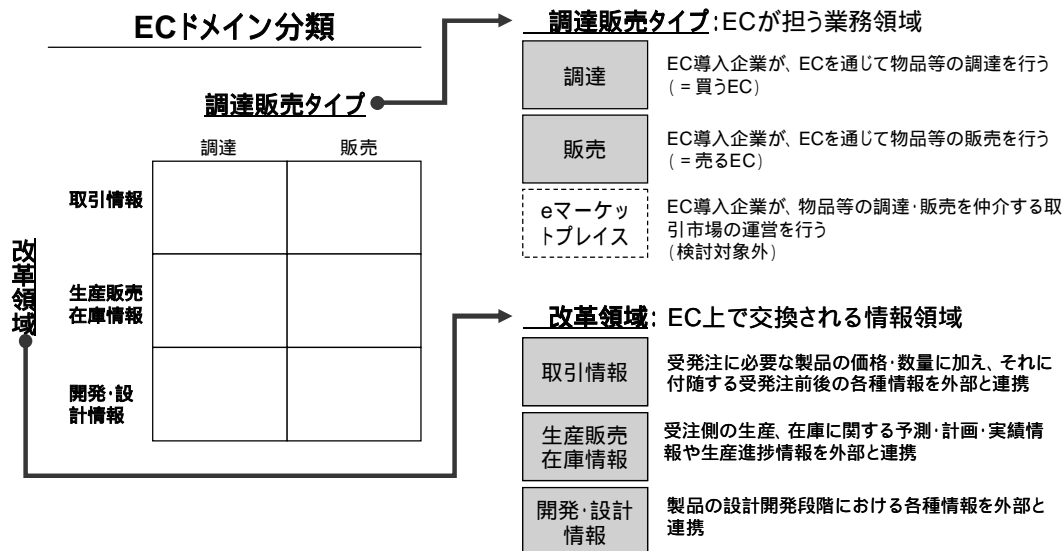 ECドメイン分類
調達販売タイプ
調達
販売
取引情報
生産販売
在庫情報
開発・設
計情報
改革領域
調達販売タイプ:ECが担う業務領域
調達
EC導入企業が、ECを通じて物品等の調達を行う
(=買うEC)
販売
EC導入企業が、ECを通じて物品等の販売を行う
(=売るEC)
eマーケッ
トプレイス
EC導入企業が、物品等の調達・販売を仲介する取
引市場の運営を行う
(検討対象外)
改革領域: EC上で交換される情報領域
取引情報
受発注に必要な製品の価格・数量に加え、それに
付随する受発注前後の各種情報を外部と連携
生産販売
在庫情報
受注側の生産、在庫に関する予測・計画・実績情
報や生産進捗情報を外部と連携
開発・設計
情報
製品の設計開発段階における各種情報を外部と
連携